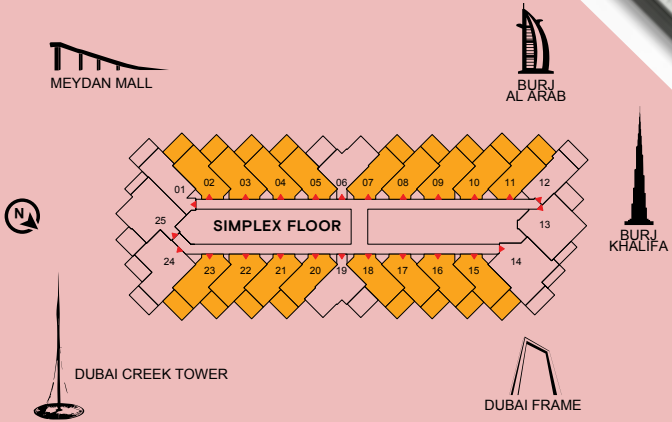 MEYDAN MALL
BURJ
AL ARAB
01 02 03 04 05 06 07 08 09 10 11 12
N
25 SIMPLEX FLOOR 13
BURJ
KHALIFA
24 23 22 21 20 19 18 17 16 15 14
DUBAI CREEK TOWER
DUBAI FRAME